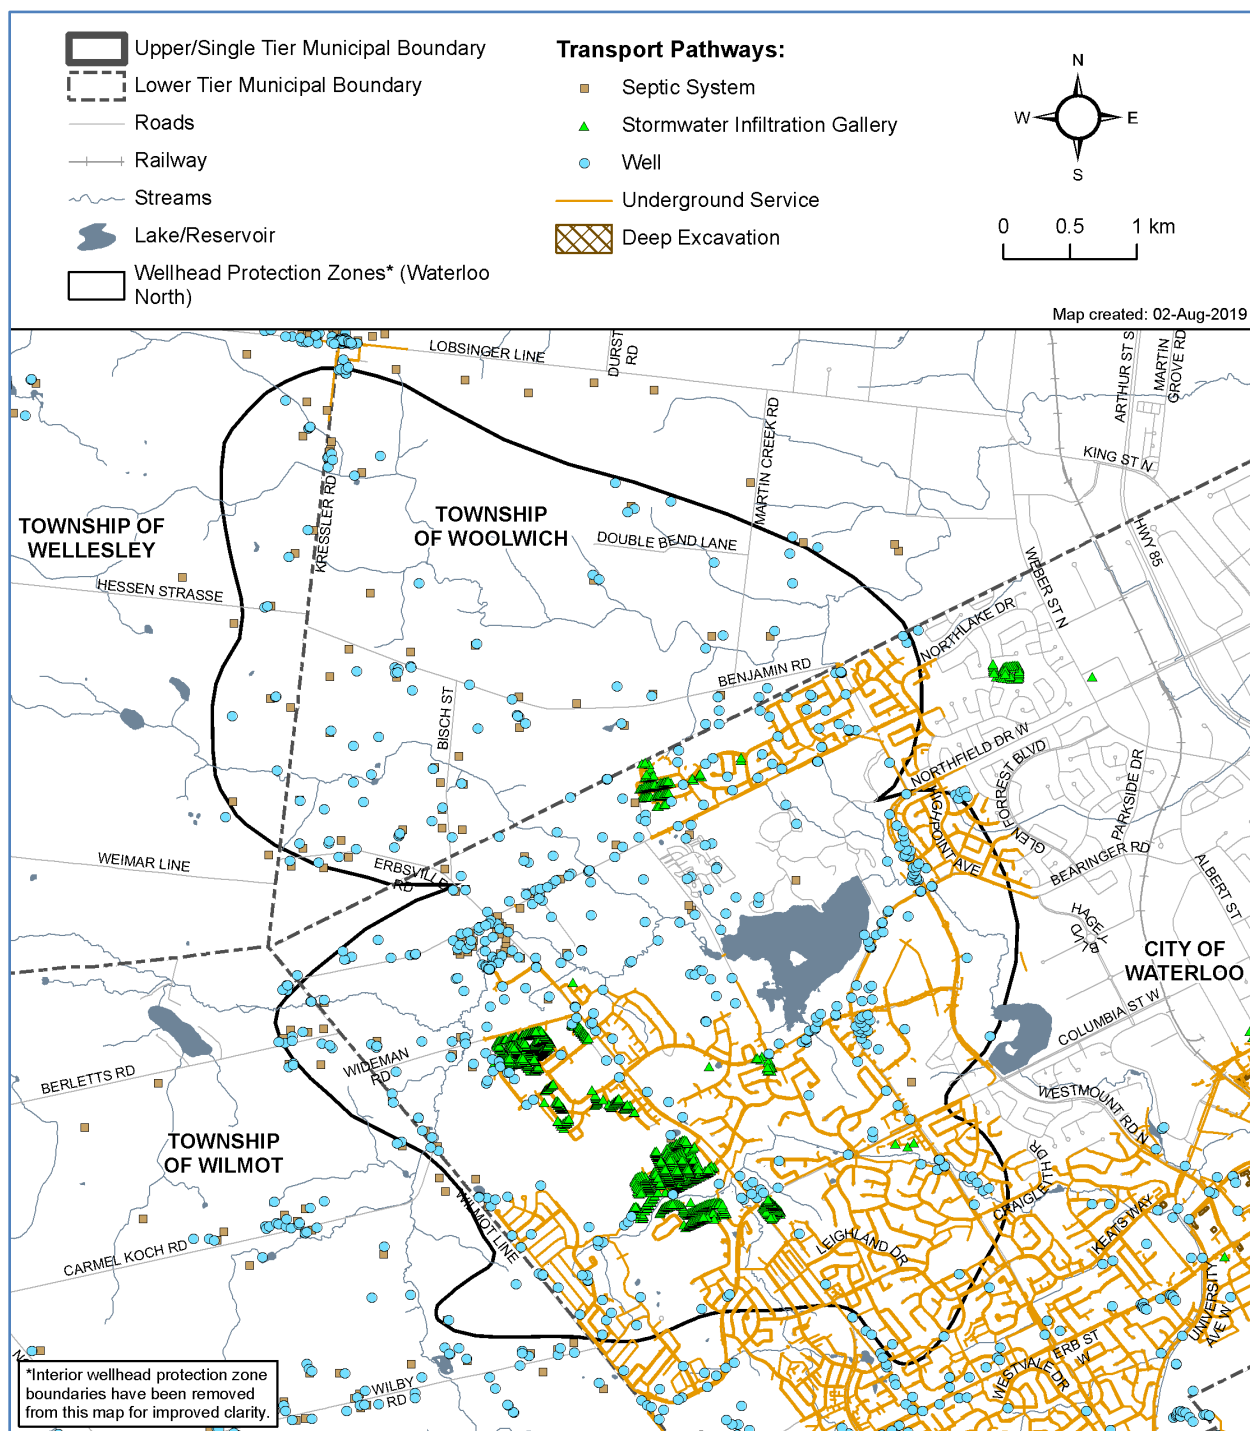 Upper/Single Tier Municipal Boundary
Lower Tier Municipal Boundary
Roads
Railway
Streams
Lake/Reservoir
Wellhead Protection Zones* (Waterloo
North)
Transport Pathways:
Septic System
Stormwater Infiltration Gallery
Well
Underground Service
Deep Excavation
N
W
E
S
0 0.5 1 km
Map created: 02-Aug-2019
LOBSINGER LINE
DURST
RD
ARTHUR ST S
MARTIN
GROVE RD
MARTIN CREEK RD
KING ST N
TOWNSHIP OF
WELLESLEY
KRESSLER RD
TOWNSHIP
OF WOOLWICH
DOUBLE BEND LANE
HWY 85
WEBER ST N
HESSEN STRASSE
NORTHLAKE DR
BENJAMIN RD
BISCH ST
NORTHFIELD DR W
GLEN FORREST BLVD
PARKSIDE DR
HIGHPOINT AVE
WEIMAR LINE
ERBSVILLE
RD
BEARINGER RD
ALBERT ST
HAGEY
BLVD
CITY OF
WATERLOO
COLUMBIA ST W
WIDEMAN
RD
BERLETTS RD
WESTMOUNT RD N
TOWNSHIP
OF WILMOT
CRAIGLEITH DR
KEATS WAY
WILMOT LINE
CARMEL KOCH RD
LEIGHLAND DR
UNIVERSITY
AVE W
ERB ST
W
WESTVALE DR
WILBY
RD
*Interior wellhead protection zone
boundaries have been removed
from this map for improved clarity.